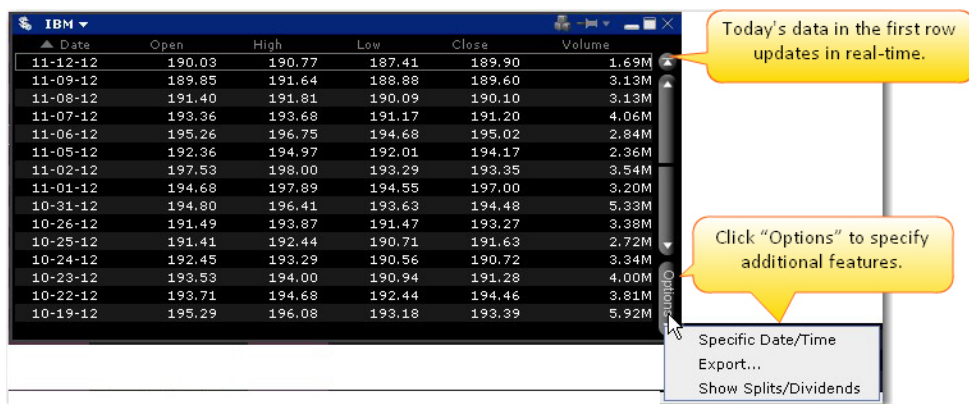 IBM
Date Open High Low Close Volume
11-12-12 190.03 190.77 187.41 189.90 1.69M
11-09-12 189.85 191.64 188.88 189.60 3.13M
11-08-12 191.40 191.81 190.09 190.10 3.13M
11-07-12 193.36 193.68 191.17 191.20 4.06M
11-06-12 195.26 196.75 194.68 195.02 2.84M
11-05-12 192.36 194.97 192.01 194.17 2.36M
11-02-12 197.53 198.00 193.29 193.35 3.54M
11-01-12 194.68 197.89 194.55 197.00 3.20M
10-31-12 194.80 196.41 193.63 194.48 5.33M
10-26-12 191.49 193.87 191.47 193.27 3.38M
10-25-12 191.41 192.44 190.71 191.63 2.72M
10-24-12 192.45 193.29 190.56 190.72 3.34M
10-23-12 193.53 194.00 190.94 191.28 4.00M
10-22-12 193.71 194.68 192.44 194.46 3.81M
10-19-12 195.29 196.08 193.18 193.39 5.92M
Today's data in the first row
updates in real-time.
Click “Options” to specify
additional features.
Options
Specific Date/Time
Export...
Show Splits/Dividends